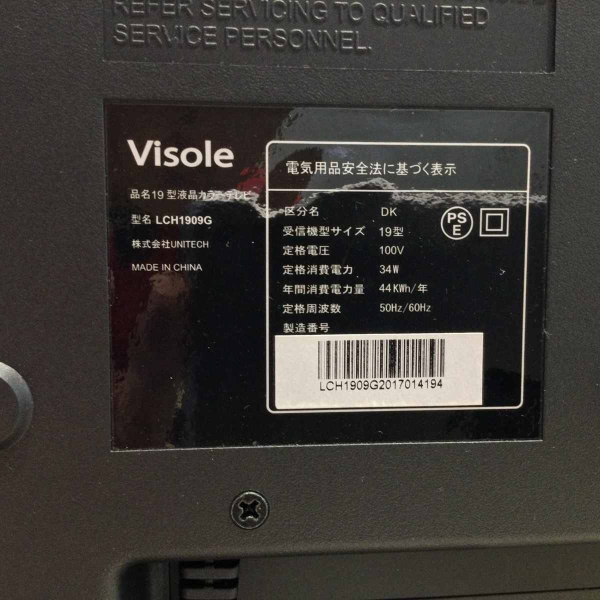 REFER SERVICING TO QUALIFIED
SERVICE PERSONNEL.
Visole
品名19 型液晶カラーテレビ
型名 LCH1909G
株式会社UNITECH
MADE IN CHINA
電気用品安全法に基づく表示
区分名 DK
受信機型サイズ 19型
定格電圧 100V
定格消費電力 34W
年間消費電力量 44KWh/年
定格周波数 50Hz/60Hz
製造番号
PS
E
LCH1909G2017014194